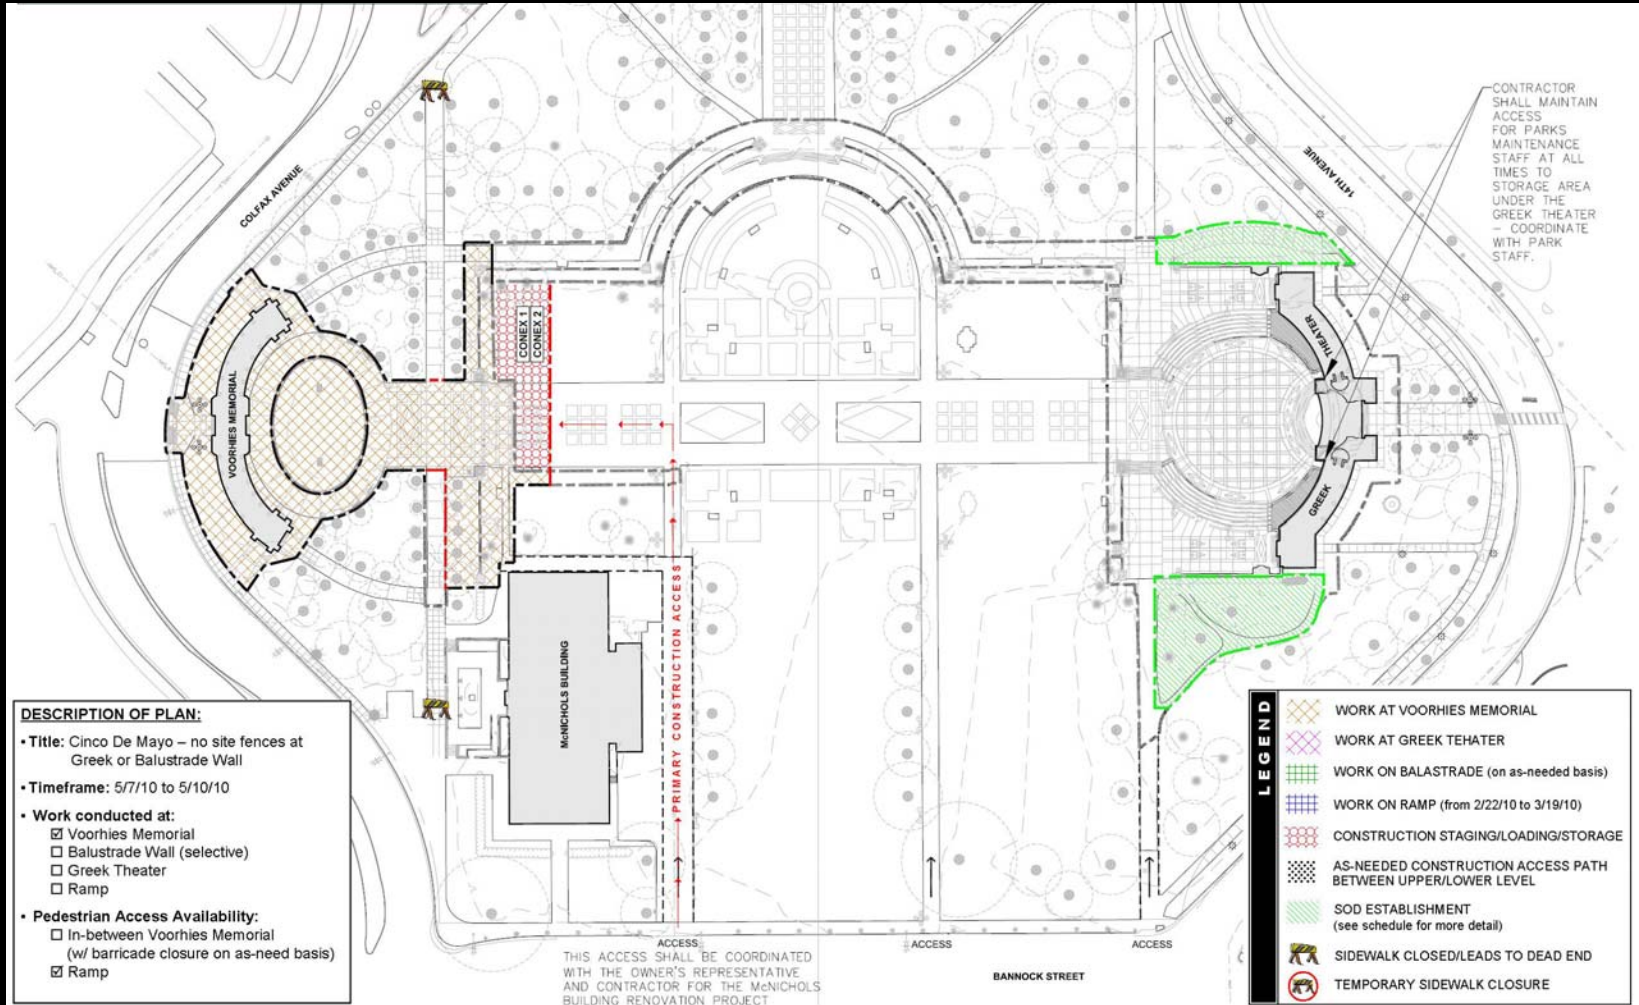 COLFAX AVENUE
14TH AVENUE
CONTRACTOR
SHALL MAINTAIN
ACCESS
FOR PARKS
MAINTENANCE
STAFF AT ALL
TIMES TO
STORAGE AREA
UNDER THE
GREEK THEATER
– COORDINATE
WITH PARK
STAFF.
CONEX 1
CONEX 2
VOORHIES MEMORIAL
THEATER
GREEK
PRIMARY CONSTRUCTION ACCESS
McNICHOLS BUILDING
DESCRIPTION OF PLAN:
• Title: Cinco De Mayo – no site fences at
Greek or Balustrade Wall
• Timeframe: 5/7/10 to 5/10/10
• Work conducted at:
☑ Voorhies Memorial
☐ Balustrade Wall (selective)
☐ Greek Theater
☐ Ramp
• Pedestrian Access Availability:
☐ In-between Voorhies Memorial
(w/ barricade closure on as-need basis)
☑ Ramp
ACCESS
ACCESS
ACCESS
THIS ACCESS SHALL BE COORDINATED
WITH THE OWNER'S REPRESENTATIVE
AND CONTRACTOR FOR THE McNICHOLS
BUILDING RENOVATION PROJECT
BANNOCK STREET
LEGEND
WORK AT VOORHIES MEMORIAL
WORK AT GREEK TEHATER
WORK ON BALASTRADE (on as-needed basis)
WORK ON RAMP (from 2/22/10 to 3/19/10)
CONSTRUCTION STAGING/LOADING/STORAGE
AS-NEEDED CONSTRUCTION ACCESS PATH
BETWEEN UPPER/LOWER LEVEL
SOD ESTABLISHMENT
(see schedule for more detail)
SIDEWALK CLOSED/LEADS TO DEAD END
TEMPORARY SIDEWALK CLOSURE